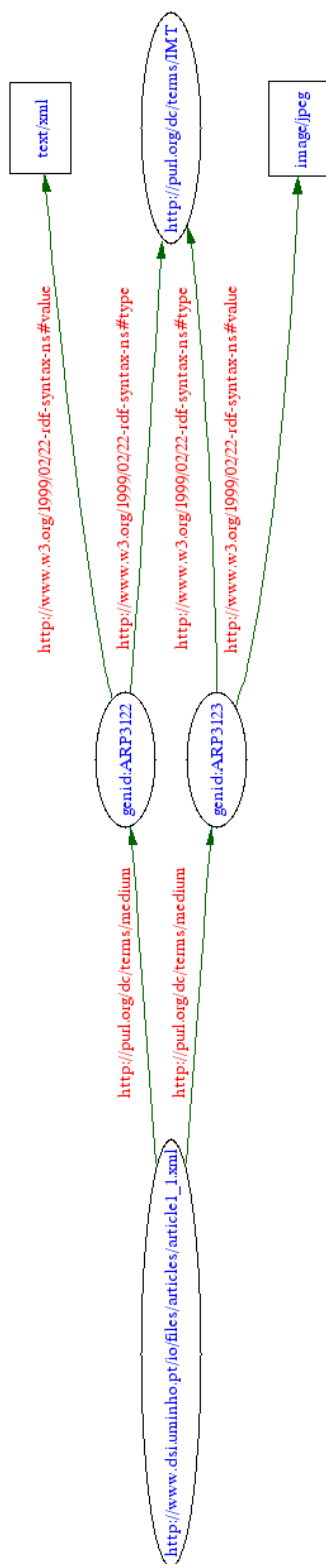 http://www.dsi.uminho.pt/io/files/articles/article1_1.xml
http://purl.org/dc/terms/medium
http://purl.org/dc/terms/medium
genid:ARP3122
genid:ARP3123
http://www.w3.org/1999/02/22-rdf-syntax-ns#value
http://www.w3.org/1999/02/22-rdf-syntax-ns#type
http://www.w3.org/1999/02/22-rdf-syntax-ns#type
http://www.w3.org/1999/02/22-rdf-syntax-ns#value
text/xml
http://purl.org/dc/terms/IMT
image/jpeg